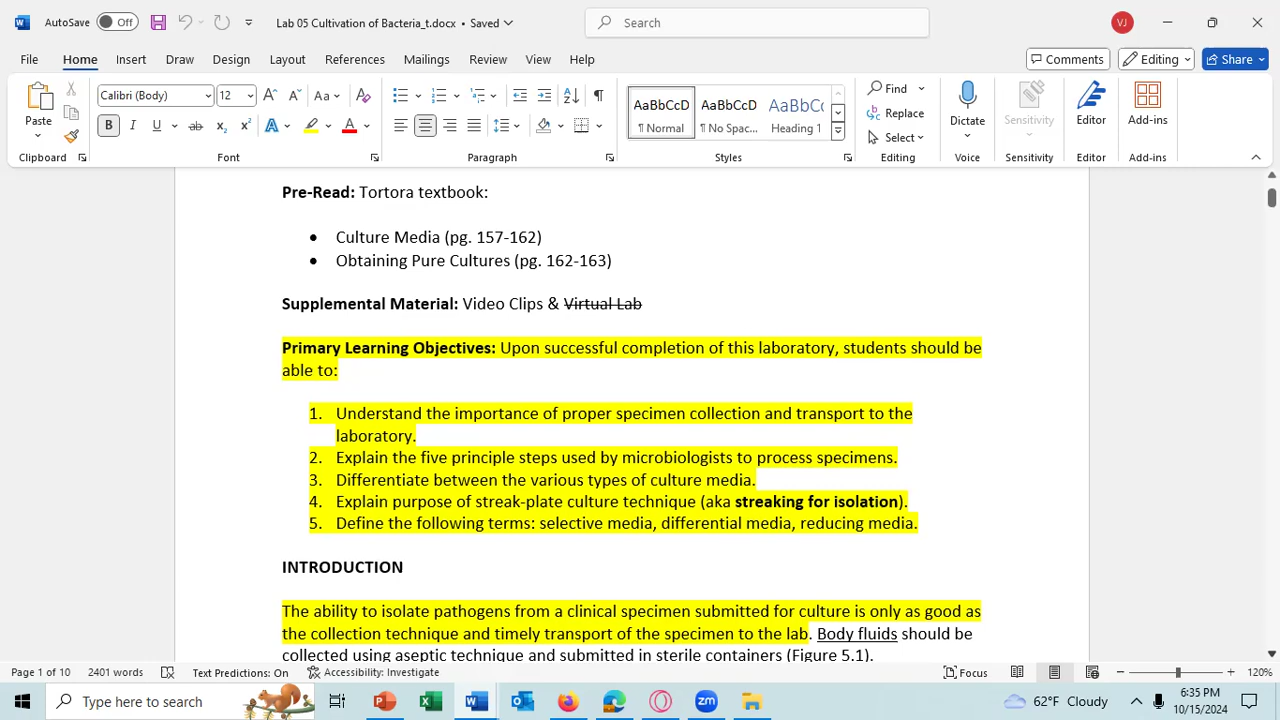 AutoSave Off Lab 05 Cultivation of Bacteria_t.docx • Saved Search VJ
File Home Insert Draw Design Layout References Mailings Review View Help Comments Editing Share
Paste Calibri (Body) 12 Aa AaBbCcD AaBbCcD AaBbCc Find Replace Select Dictate Sensitivity Editor Add-ins
B I U ab x₂ x² A A ¶ Normal ¶ No Spac... Heading 1
Clipboard Font Paragraph Styles Editing Voice Sensitivity Editor Add-ins
Pre-Read: Tortora textbook:
• Culture Media (pg. 157-162)
• Obtaining Pure Cultures (pg. 162-163)
Supplemental Material: Video Clips & Virtual Lab
Primary Learning Objectives: Upon successful completion of this laboratory, students should be
able to:
1. Understand the importance of proper specimen collection and transport to the
laboratory.
2. Explain the five principle steps used by microbiologists to process specimens.
3. Differentiate between the various types of culture media.
4. Explain purpose of streak-plate culture technique (aka streaking for isolation).
5. Define the following terms: selective media, differential media, reducing media.
INTRODUCTION
The ability to isolate pathogens from a clinical specimen submitted for culture is only as good as
the collection technique and timely transport of the specimen to the lab. Body fluids should be
collected using aseptic technique and submitted in sterile containers (Figure 5.1).
Page 1 of 10 2401 words Text Predictions: On Accessibility: Investigate Focus 120%
Type here to search zm 62°F Cloudy 6:35 PM
10/15/2024